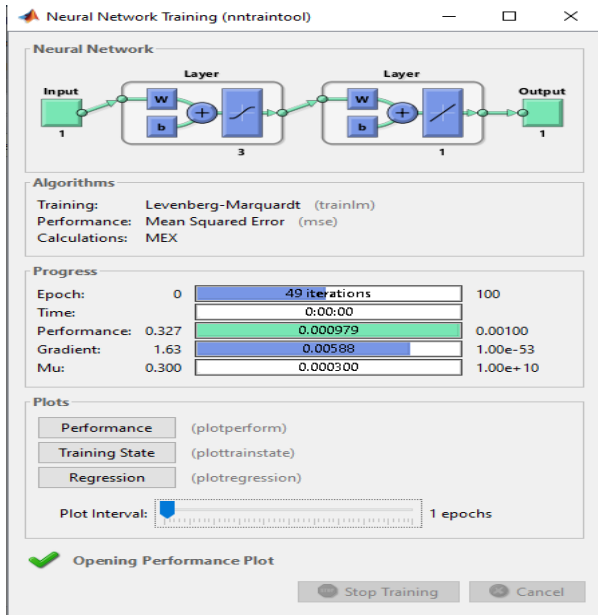 Neural Network Training (nntraintool)
Neural Network
Layer Layer
Input Output
W W
b b
1 1
3 1
Algorithms
Training: Levenberg-Marquardt (trainlm)
Performance: Mean Squared Error (mse)
Calculations: MEX
Progress
Epoch: 0 49 iterations 100
Time: 0:00:00
Performance: 0.327 0.000979 0.00100
Gradient: 1.63 0.00588 1.00e-53
Mu: 0.300 0.000300 1.00e+10
Plots
Performance (plotperform)
Training State (plottrainstate)
Regression (plotregression)
Plot Interval: 1 epochs
Opening Performance Plot
Stop Training Cancel